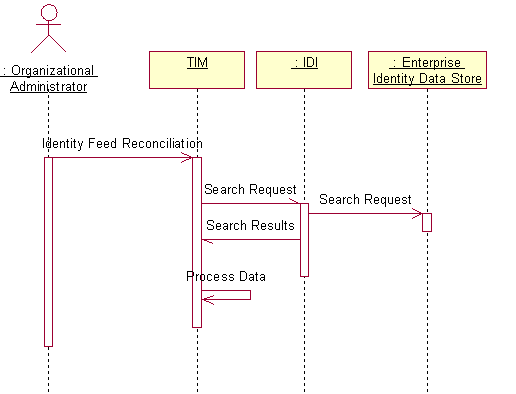 : Organizational
Administrator
TIM
: IDI
: Enterprise
Identity Data Store
Identity Feed Reconciliation
Search Request
Search Request
Search Results
Process Data